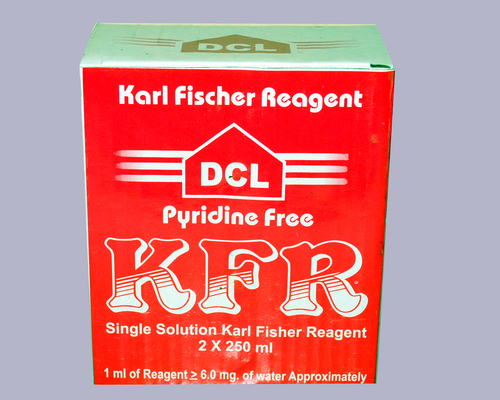 DCL
Karl Fischer Reagent
DCL
Pyridine Free
KFR
Single Solution Karl Fisher Reagent
2 X 250 ml
1 ml of Reagent ≥ 6.0 mg. of water Approximately